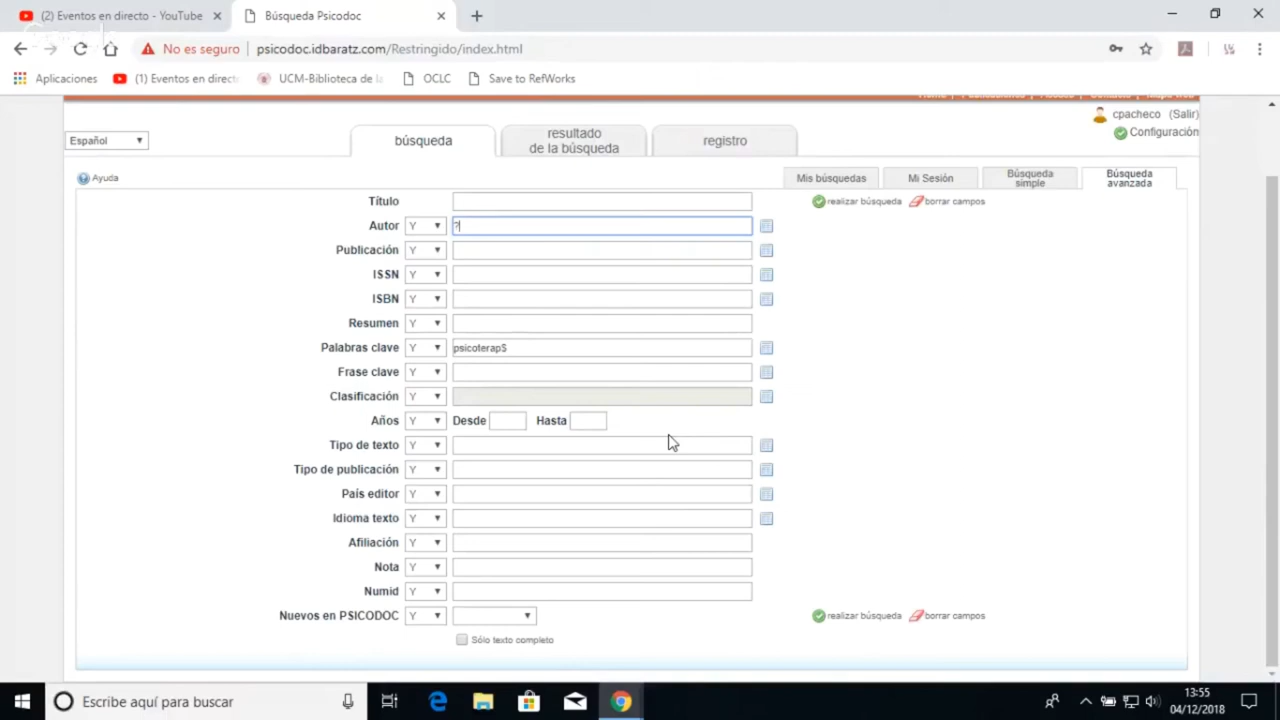 (2) Eventos en directo - YouTube
Búsqueda Psicodoc
No es seguro
psicodoc.idbaratz.com/Restringido/index.html
Aplicaciones
(1) Eventos en direct
UCM-Biblioteca de la
OCLC
Save to RefWorks
cpacheco (Salir)
Español
búsqueda
resultado de la búsqueda
registro
Configuración
Ayuda
Mis búsquedas
Mi Sesión
Búsqueda simple
Búsqueda avanzada
Título
realizar búsqueda
borrar campos
Autor Y ?
Publicación Y
ISSN Y
ISBN Y
Resumen Y
Palabras clave Y psicoterap$
Frase clave Y
Clasificación Y
Años Y Desde Hasta
Tipo de texto Y
Tipo de publicación Y
País editor Y
Idioma texto Y
Afiliación Y
Nota Y
Numid Y
Nuevos en PSICODOC Y
realizar búsqueda
borrar campos
Sólo texto completo
Escribe aquí para buscar
13:55
04/12/2018